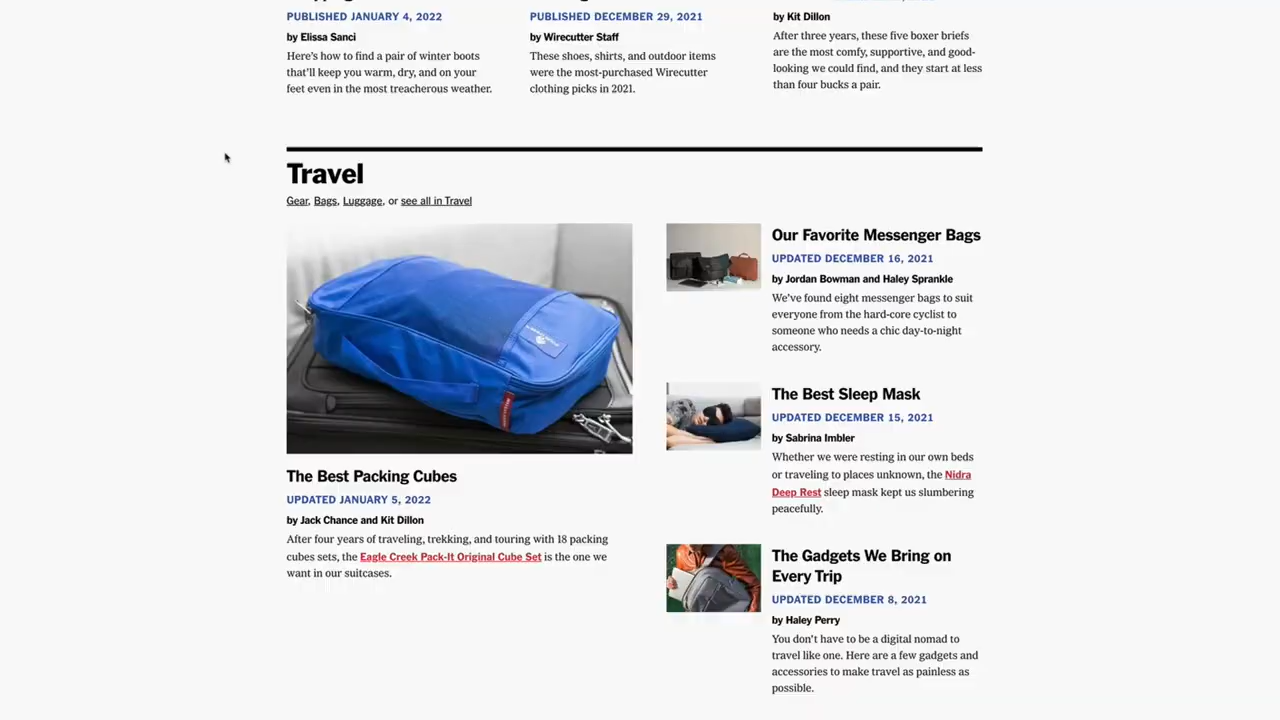 PUBLISHED JANUARY 4, 2022
by Elissa Sanci
Here's how to find a pair of winter boots
that'll keep you warm, dry, and on your
feet even in the most treacherous weather.
PUBLISHED DECEMBER 29, 2021
by Wirecutter Staff
These shoes, shirts, and outdoor items
were the most-purchased Wirecutter
clothing picks in 2021.
by Kit Dillon
After three years, these five boxer briefs
are the most comfy, supportive, and good-
looking we could find, and they start at less
than four bucks a pair.
Travel
Gear, Bags, Luggage, or see all in Travel
The Best Packing Cubes
UPDATED JANUARY 5, 2022
by Jack Chance and Kit Dillon
After four years of traveling, trekking, and touring with 18 packing
cubes sets, the Eagle Creek Pack-It Original Cube Set is the one we
want in our suitcases.
Our Favorite Messenger Bags
UPDATED DECEMBER 16, 2021
by Jordan Bowman and Haley Sprankle
We've found eight messenger bags to suit
everyone from the hard-core cyclist to
someone who needs a chic day-to-night
accessory.
The Best Sleep Mask
UPDATED DECEMBER 15, 2021
by Sabrina Imbler
Whether we were resting in our own beds
or traveling to places unknown, the Nidra
Deep Rest sleep mask kept us slumbering
peacefully.
The Gadgets We Bring on
Every Trip
UPDATED DECEMBER 8, 2021
by Haley Perry
You don't have to be a digital nomad to
travel like one. Here are a few gadgets and
accessories to make travel as painless as
possible.